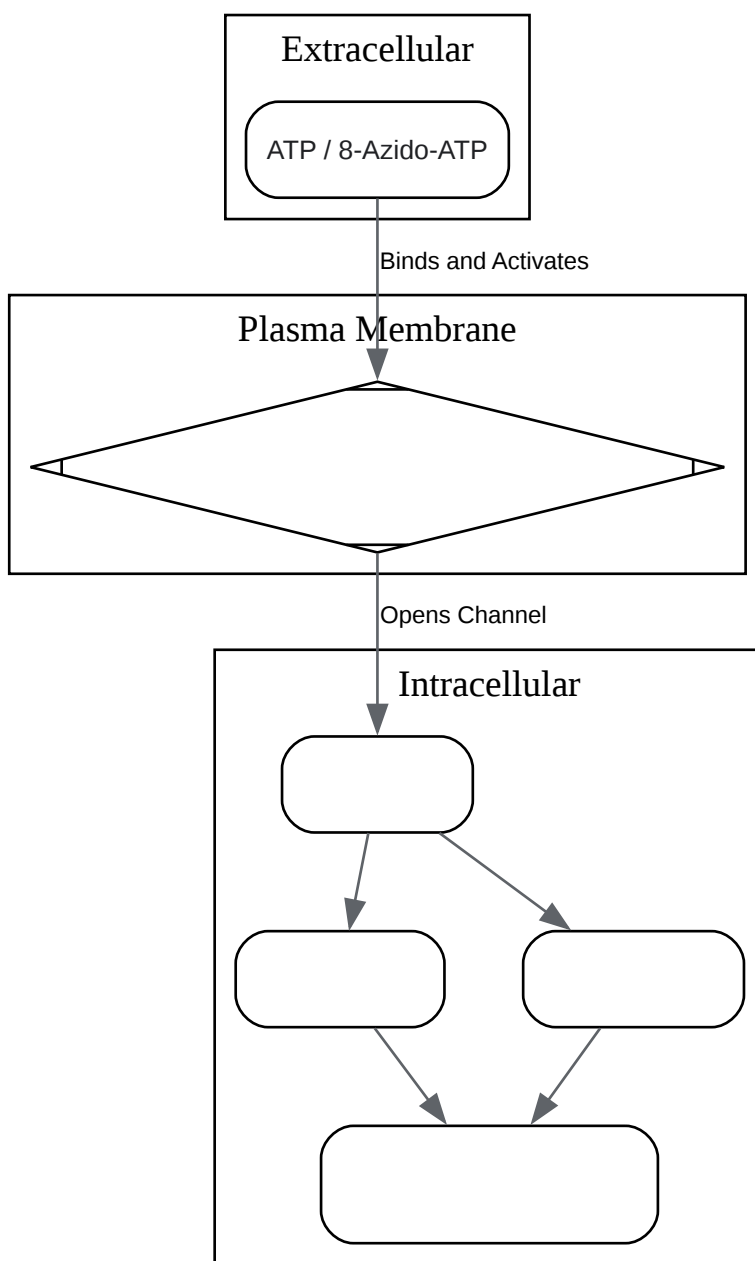 Extracellular
ATP / 8-Azido-ATP
Binds and Activates
Plasma Membrane
Opens Channel
Intracellular